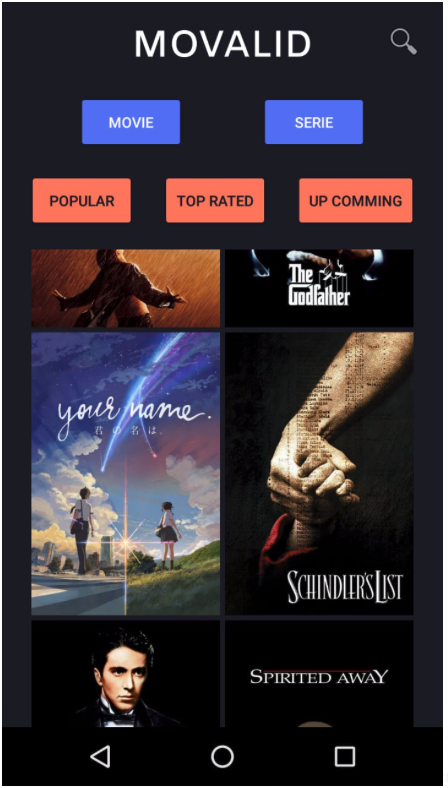 MOVALID
MOVIE
SERIE
POPULAR
TOP RATED
UP COMMING
The
Godfather
your name.
君の名は.
SCHINDLER'S LIST
SPIRITED AWAY